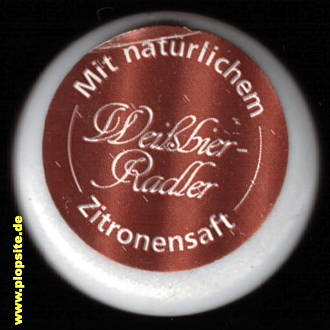 Mit natürlichem
Weißbier-
Radler
Zitronensaft
www.plopsite.de